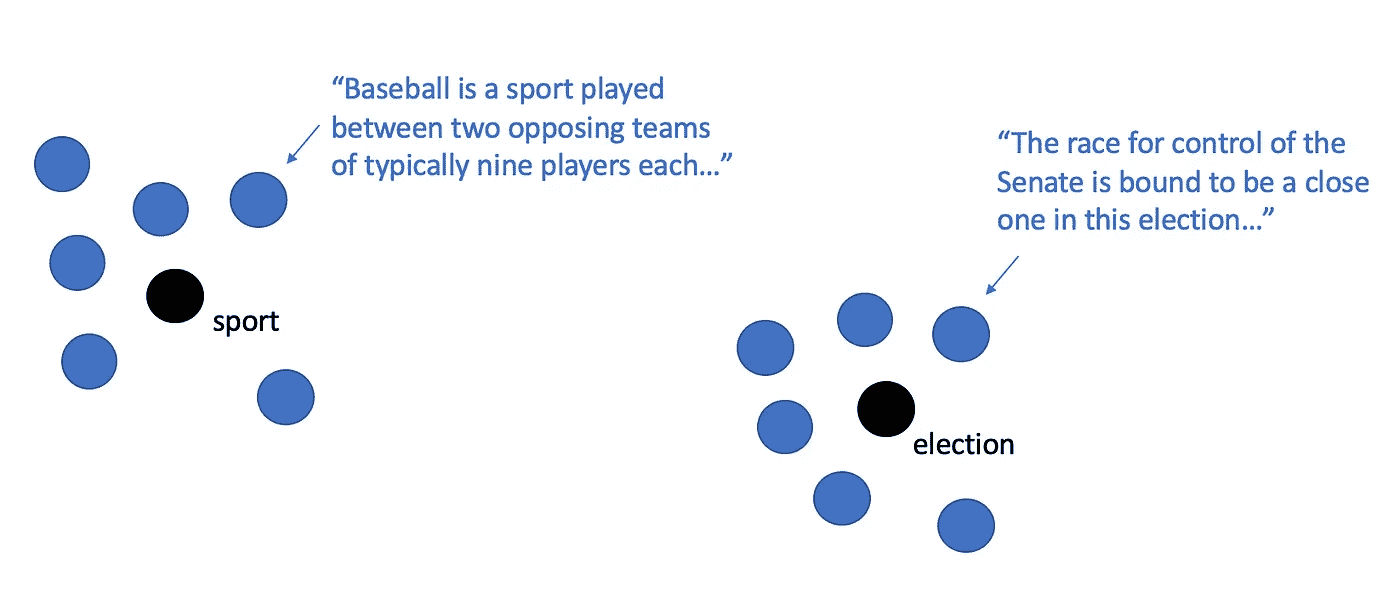 “Baseball is a sport played
between two opposing teams
of typically nine players each...”
sport
“The race for control of the
Senate is bound to be a close
one in this election...”
election